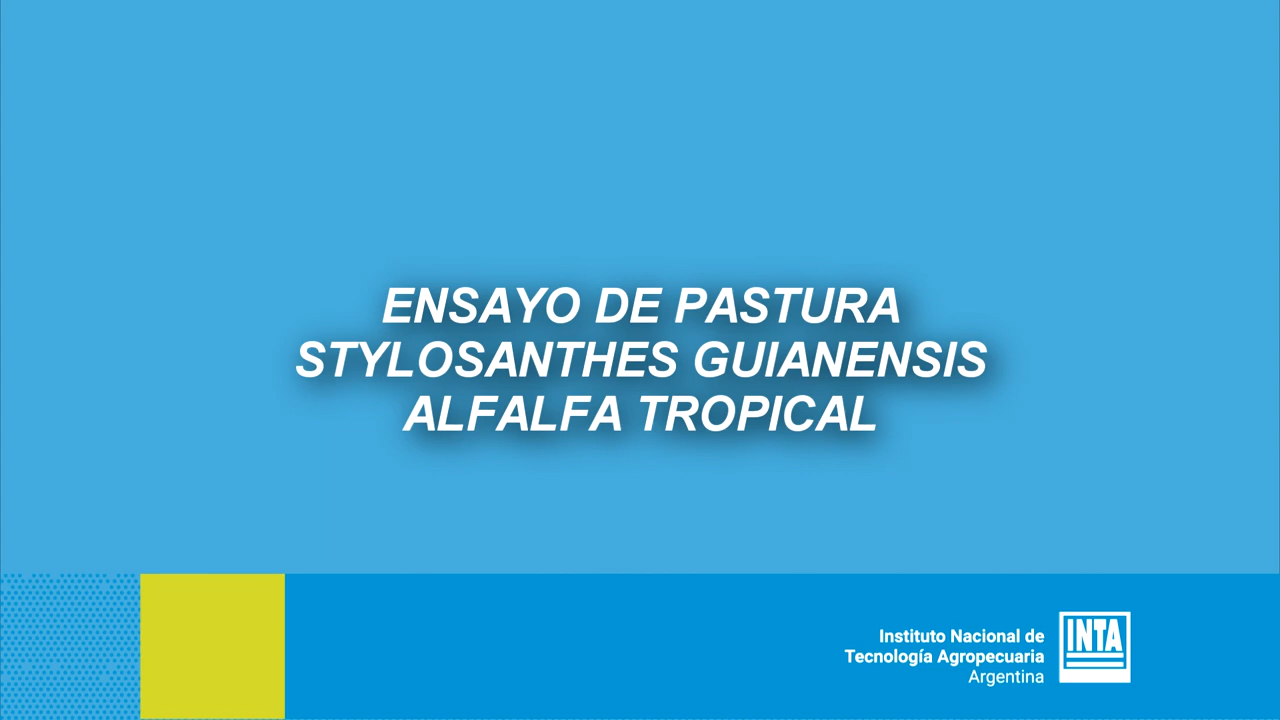 ENSAYO DE PASTURA
STYLOSANTHES GUIANENSIS
ALFALFA TROPICAL
Instituto Nacional de
Tecnología Agropecuaria
Argentina
INTA